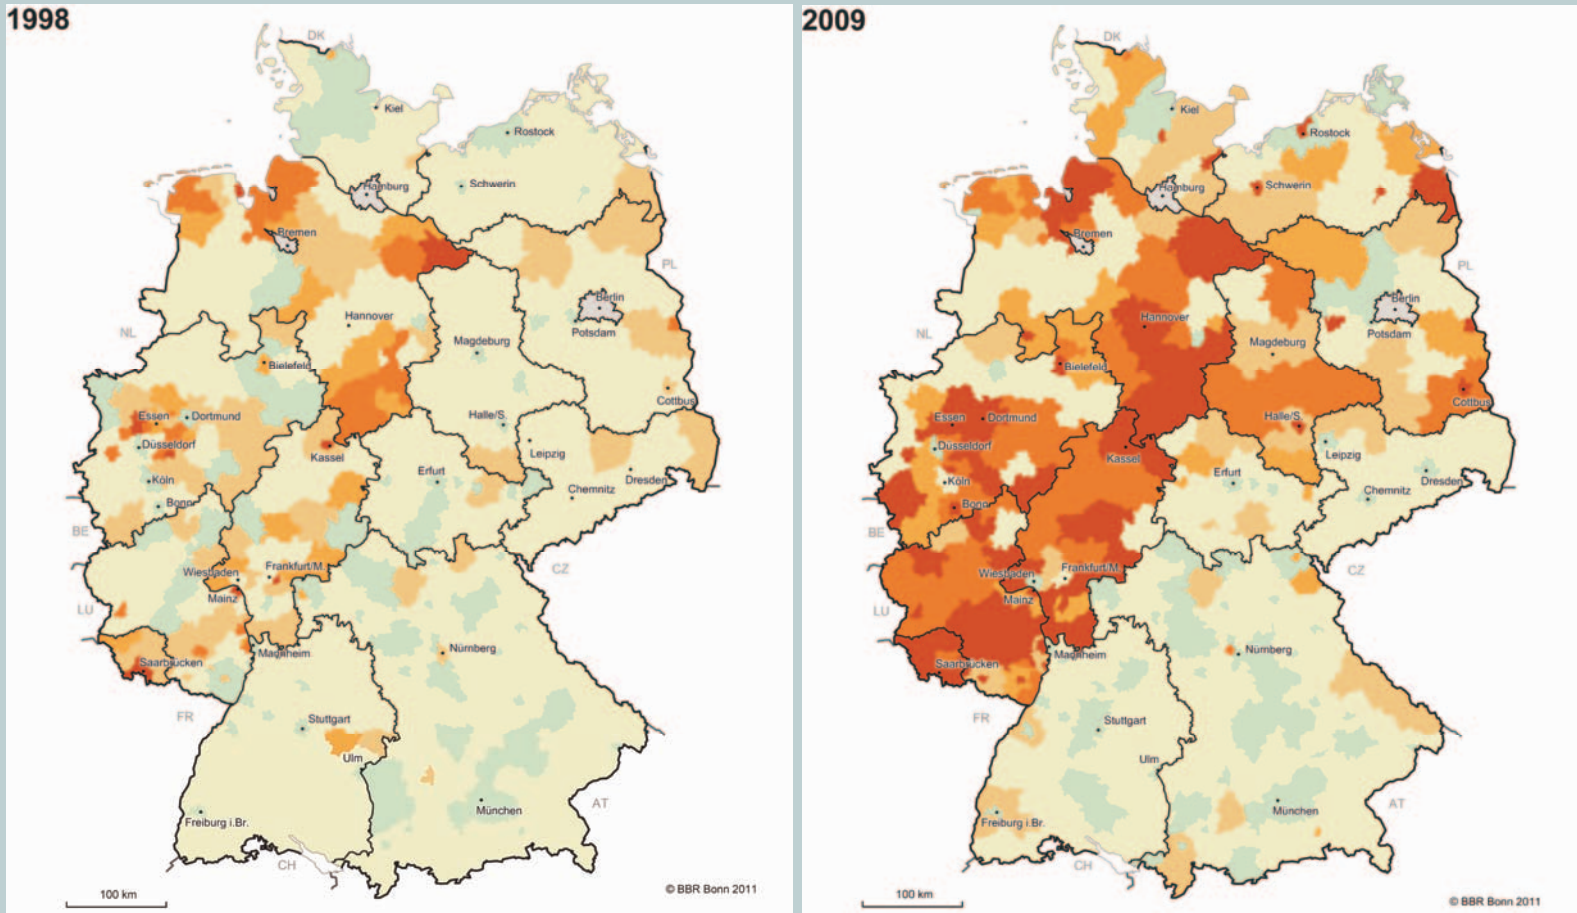 1998
DK
Kiel
Rostock
Hamburg
Schwerin
Bremen
PL
Berlin
NL
Hannover
Potsdam
Magdeburg
Bielefeld
Cottbus
Essen
Dortmund
Halle/S.
Düsseldorf
Leipzig
Kassel
Erfurt
Köln
Dresden
Chemnitz
Bonn
BE
CZ
Wiesbaden
Frankfurt/M.
Mainz
LU
Nürnberg
Mannheim
Saarbrücken
FR
Stuttgart
Ulm
AT
München
Freiburg i.Br.
CH
100 km
© BBR Bonn 2011
2009
DK
Kiel
Rostock
Schwerin
Hamburg
Bremen
PL
Berlin
Hannover
NL
Potsdam
Magdeburg
Bielefeld
Cottbus
Essen
Dortmund
Halle/S.
Düsseldorf
Leipzig
Kassel
Erfurt
Köln
Dresden
Chemnitz
Bonn
BE
CZ
Wiesbaden
Frankfurt/M.
Mainz
LU
Nürnberg
Mannheim
Saarbrücken
FR
Stuttgart
Ulm
AT
München
Freiburg i.Br.
CH
100 km
© BBR Bonn 2011